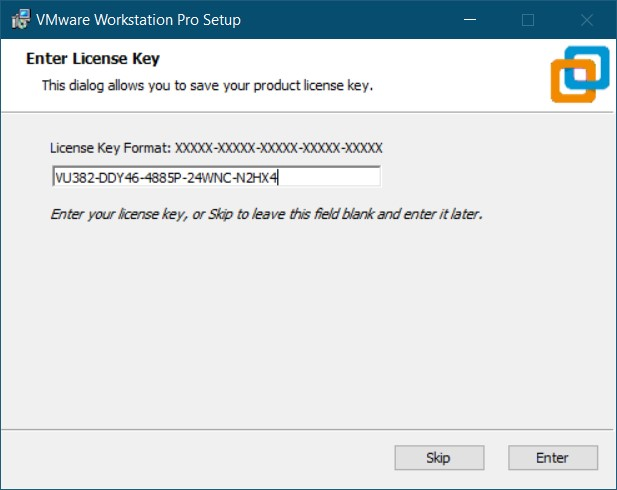 VMware Workstation Pro Setup
Enter License Key
This dialog allows you to save your product license key.
License Key Format: XXXXX-XXXXX-XXXXX-XXXXX-XXXXX
VU382-DDY46-4885P-24WNC-N2HX4
Enter your license key, or Skip to leave this field blank and enter it later.
Skip
Enter